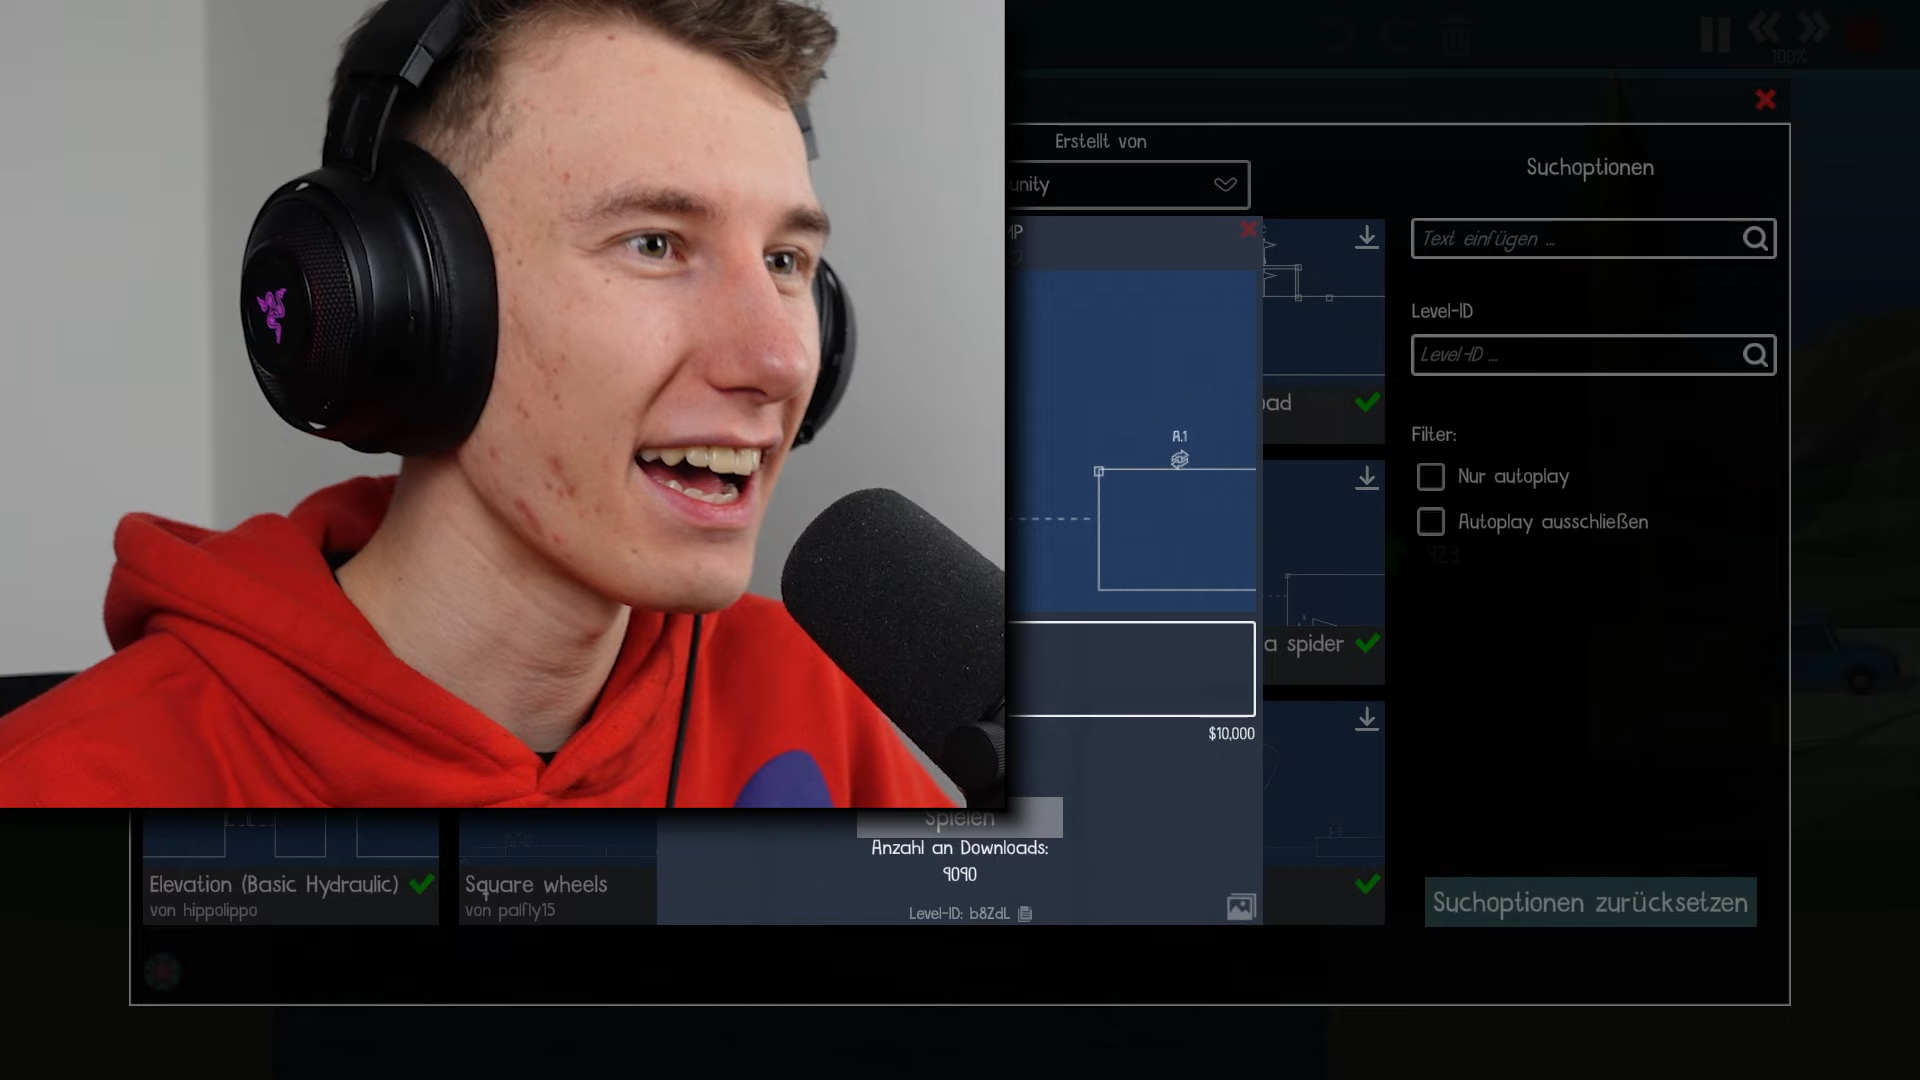 100%
Erstellt von
unity
Suchoptionen
Text einfügen ...
Level-ID
Level-ID ...
Filter:
Nur autoplay
Autoplay ausschließen
92.3
A.1
a spider
$10,000
Spielen
Anzahl an Downloads:
9090
Level-ID: b8ZdL
Elevation (Basic Hydraulic)
von hippolippo
Square wheels
von palfly15
Suchoptionen zurücksetzen